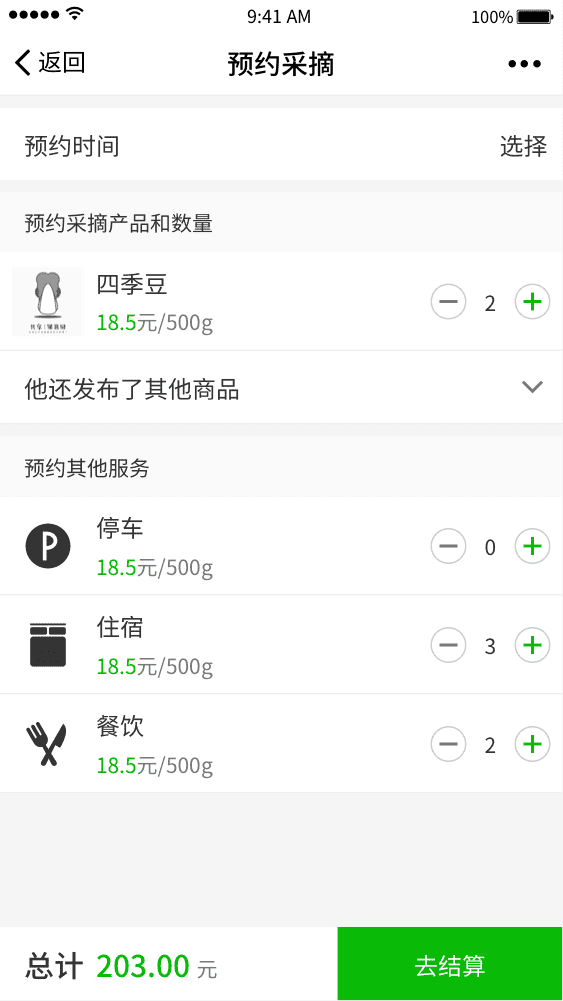 9:41 AM
100%
返回
预约采摘
预约时间
选择
预约采摘产品和数量
四季豆
18.5元/500g
2
他还发布了其他商品
预约其他服务
停车
18.5元/500g
0
住宿
18.5元/500g
3
餐饮
18.5元/500g
2
总计 203.00 元
去结算